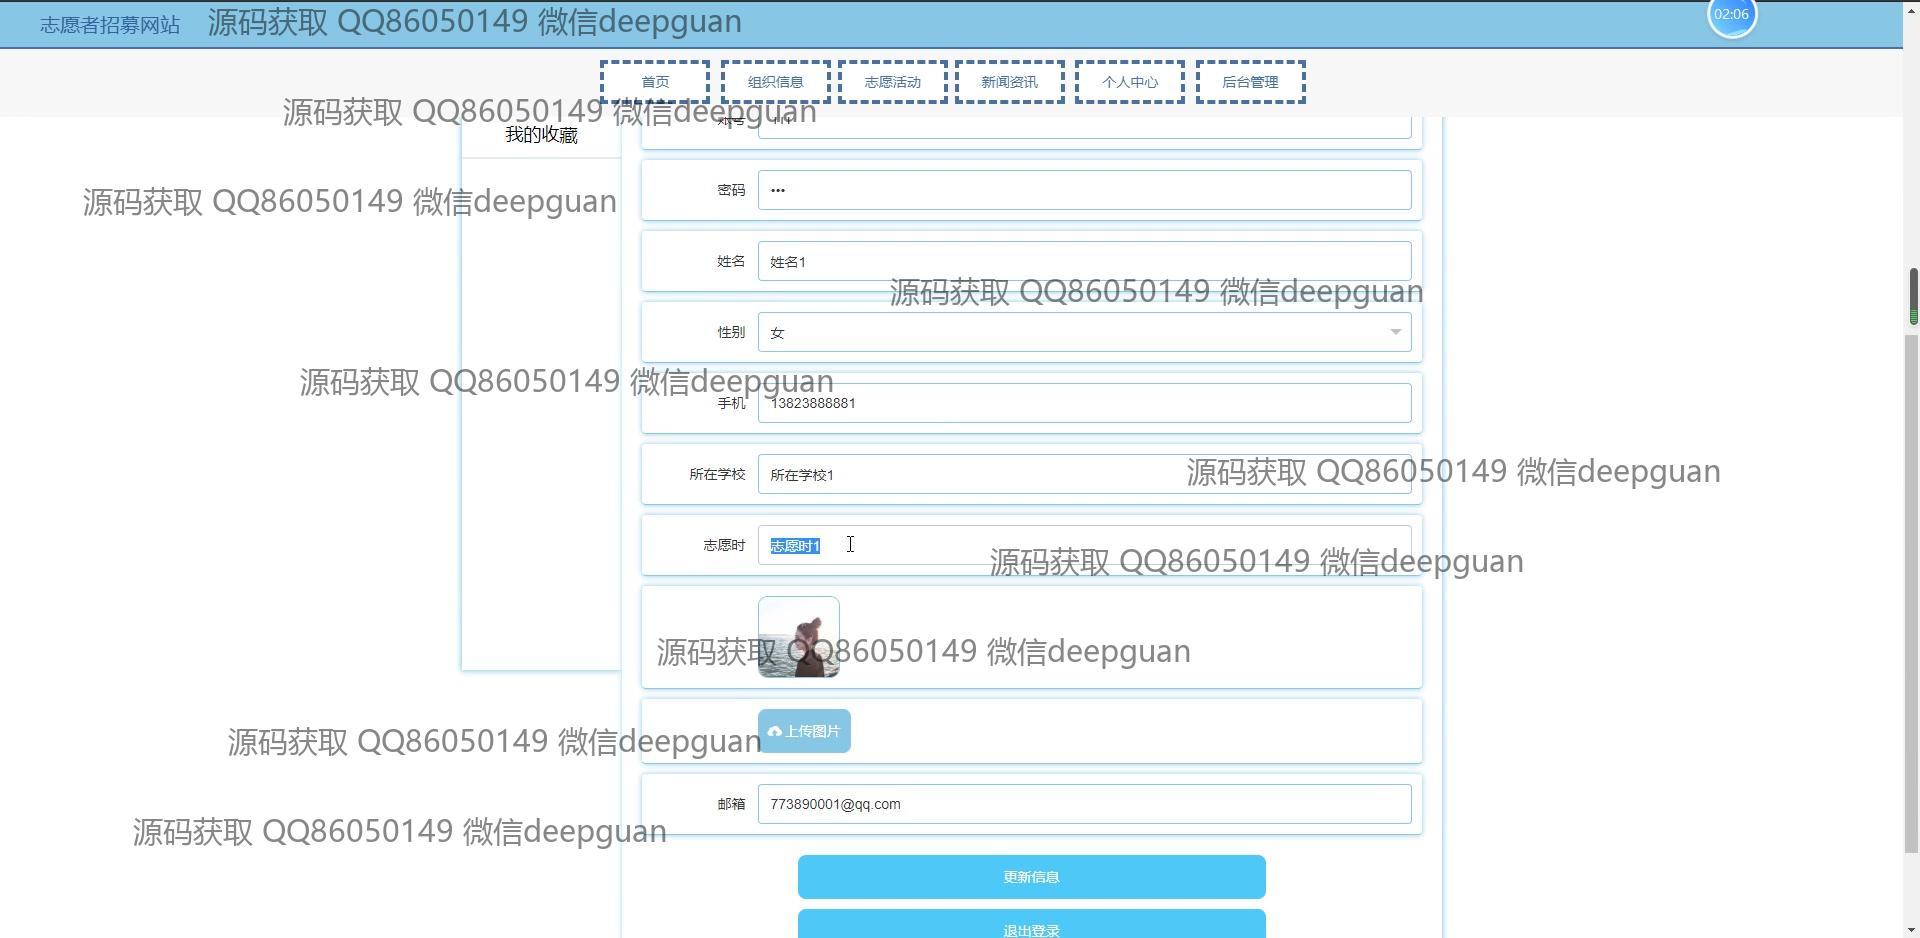 志愿者招募网站
源码获取 QQ86050149 微信deepguan
02:06
首页 组织信息 志愿活动 新闻资讯 个人中心 后台管理
源码获取 QQ86050149 微信deepguan
我的收藏
密码 •••
源码获取 QQ86050149 微信deepguan
姓名 姓名1
源码获取 QQ86050149 微信deepguan
性别 女
源码获取 QQ86050149 微信deepguan
手机 13823888881
所在学校 所在学校1
源码获取 QQ86050149 微信deepguan
志愿时 志愿时1
源码获取 QQ86050149 微信deepguan
源码获取 QQ86050149 微信deepguan
上传图片
源码获取 QQ86050149 微信deepguan
邮箱 773890001@qq.com
源码获取 QQ86050149 微信deepguan
更新信息
退出登录